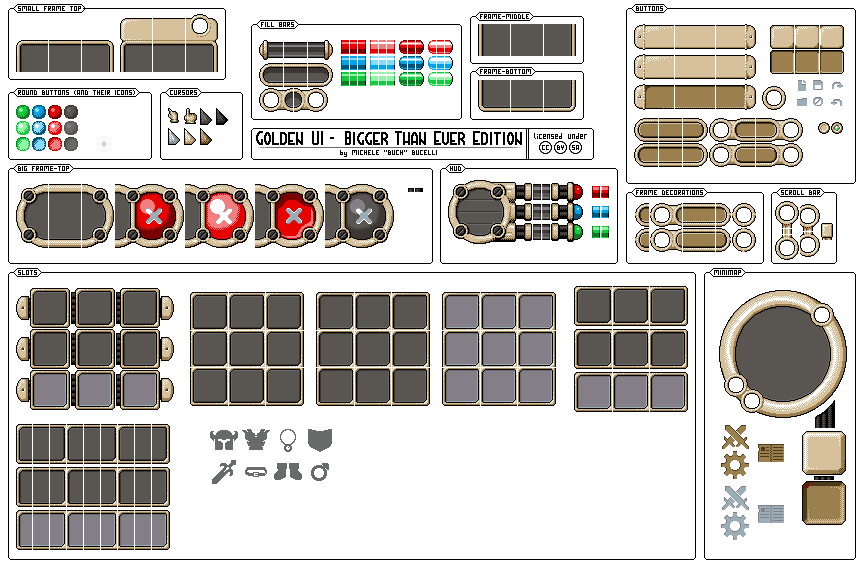 SMALL FRAME TOP
FILL BARS
FRAME-MIDDLE
BUTTONS
FRAME-BOTTOM
ROUND BUTTONS (AND THEIR ICONS)
CURSORS
GOLDEN UI - BIGGER THAN EVER EDITION
by MICHELE "BUCH" BUCELLI
licensed under
CC BY SA
BIG FRAME-TOP
HUD
FRAME DECORATIONS
SCROLL BAR
SLOTS
MINIMAP